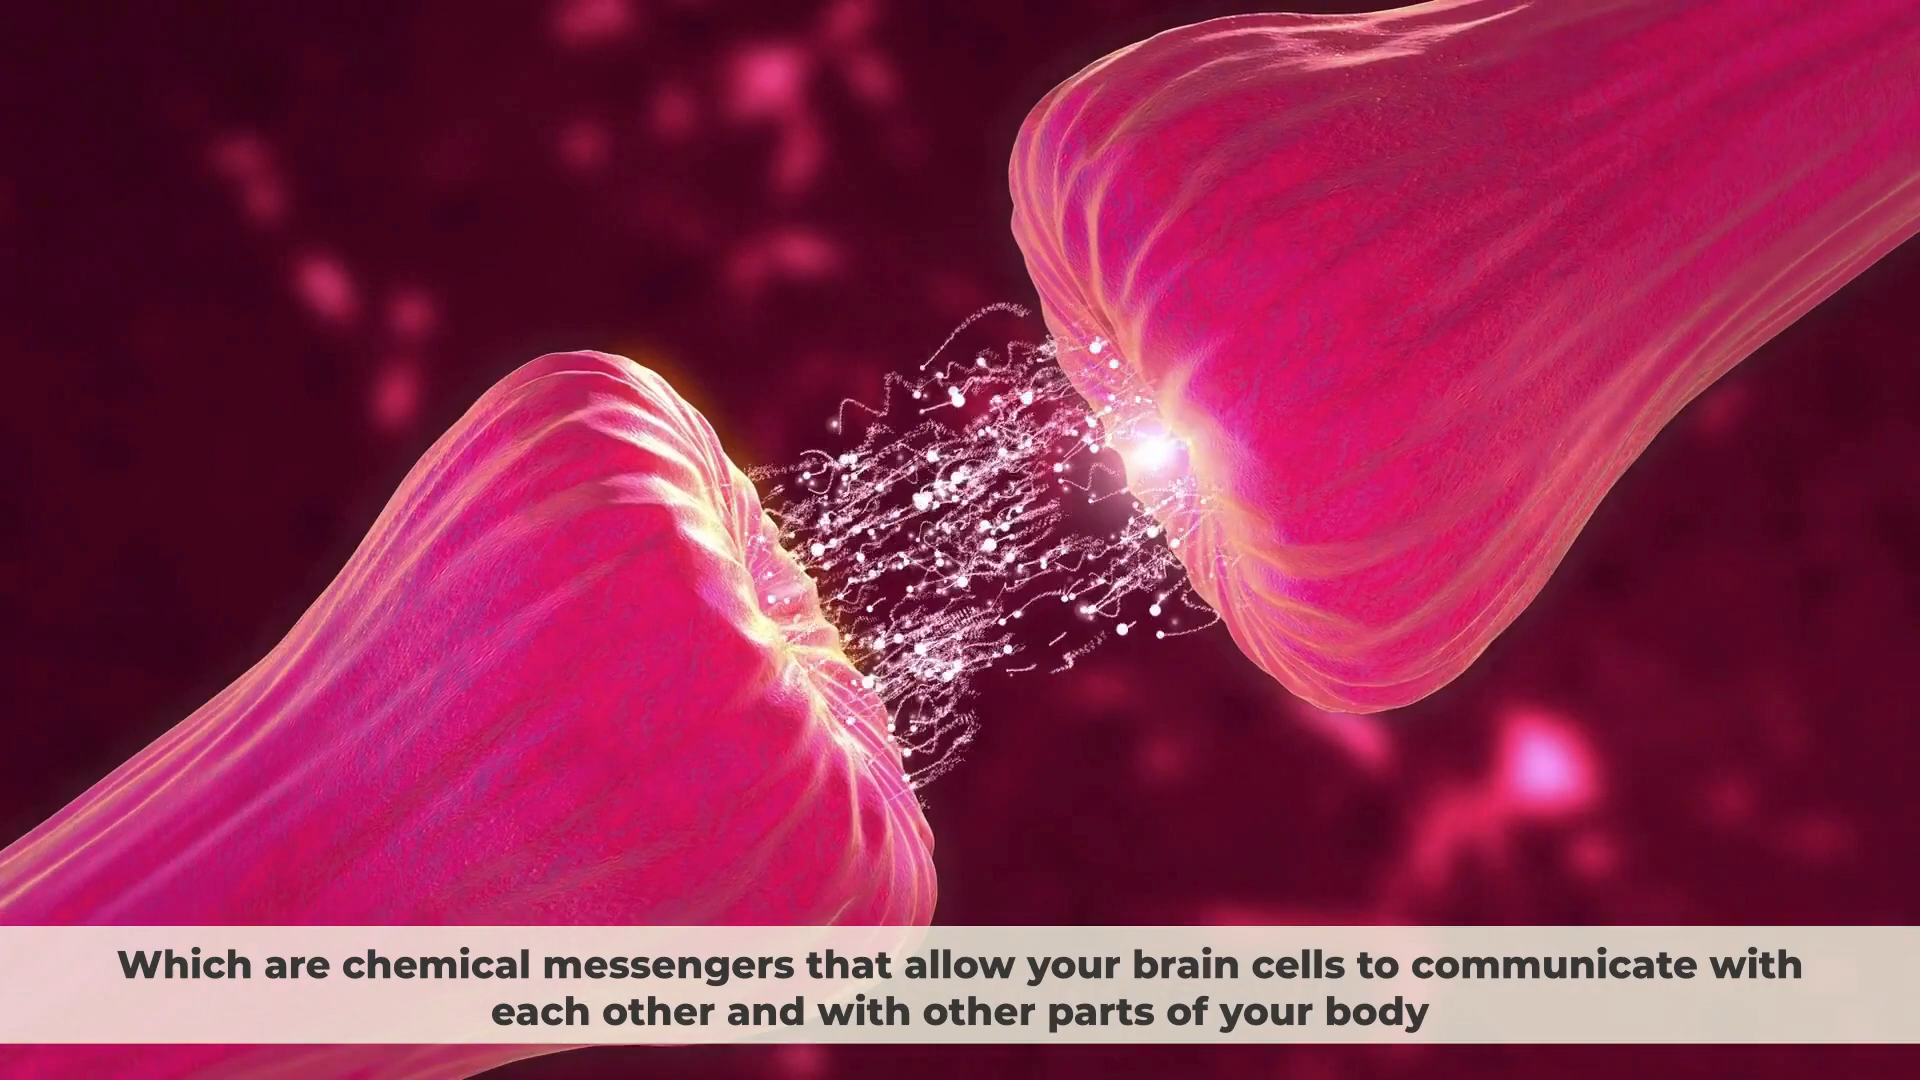 Which are chemical messengers that allow your brain cells to communicate with
each other and with other parts of your body